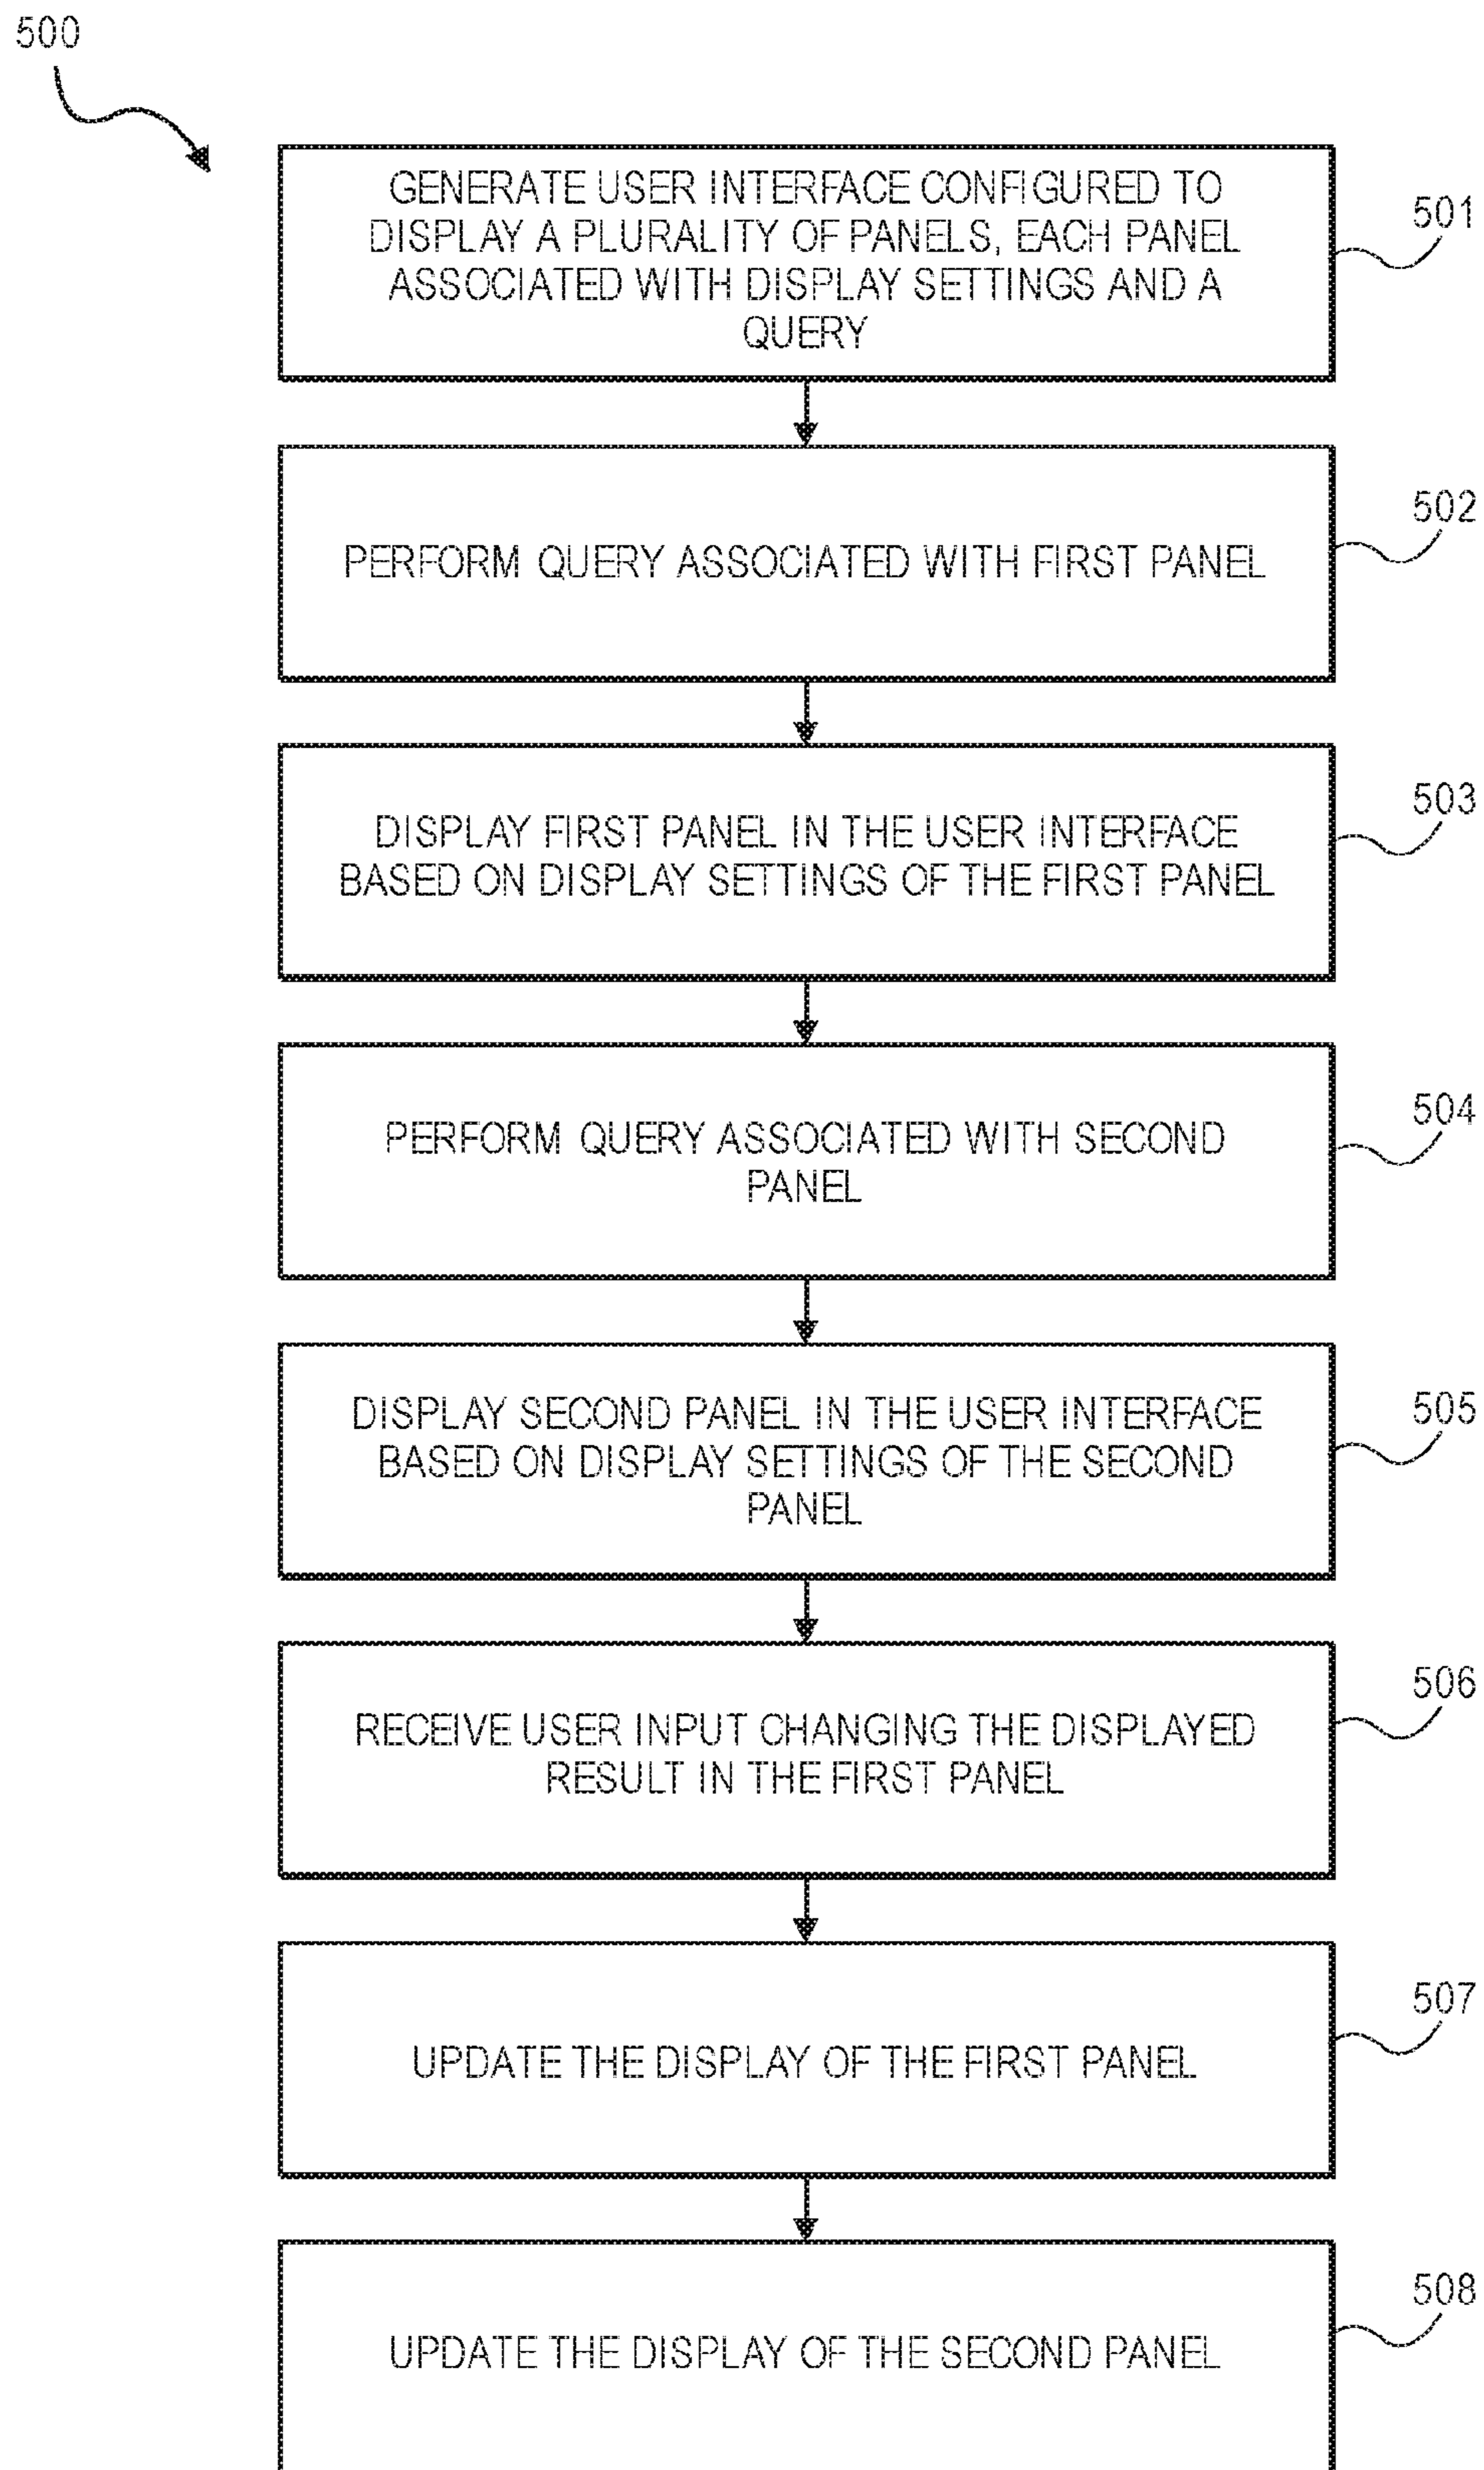 500
GENERATE USER INTERFACE CONFIGURED TO
DISPLAY A PLURALITY OF PANELS, EACH PANEL
ASSOCIATED WITH DISPLAY SETTINGS AND A
QUERY
501
PERFORM QUERY ASSOCIATED WITH FIRST PANEL
502
DISPLAY FIRST PANEL IN THE USER INTERFACE
BASED ON DISPLAY SETTINGS OF THE FIRST PANEL
503
PERFORM QUERY ASSOCIATED WITH SECOND
PANEL
504
DISPLAY SECOND PANEL IN THE USER INTERFACE
BASED ON DISPLAY SETTINGS OF THE SECOND
PANEL
505
RECEIVE USER INPUT CHANGING THE DISPLAYED
RESULT IN THE FIRST PANEL
506
UPDATE THE DISPLAY OF THE FIRST PANEL
507
UPDATE THE DISPLAY OF THE SECOND PANEL
508